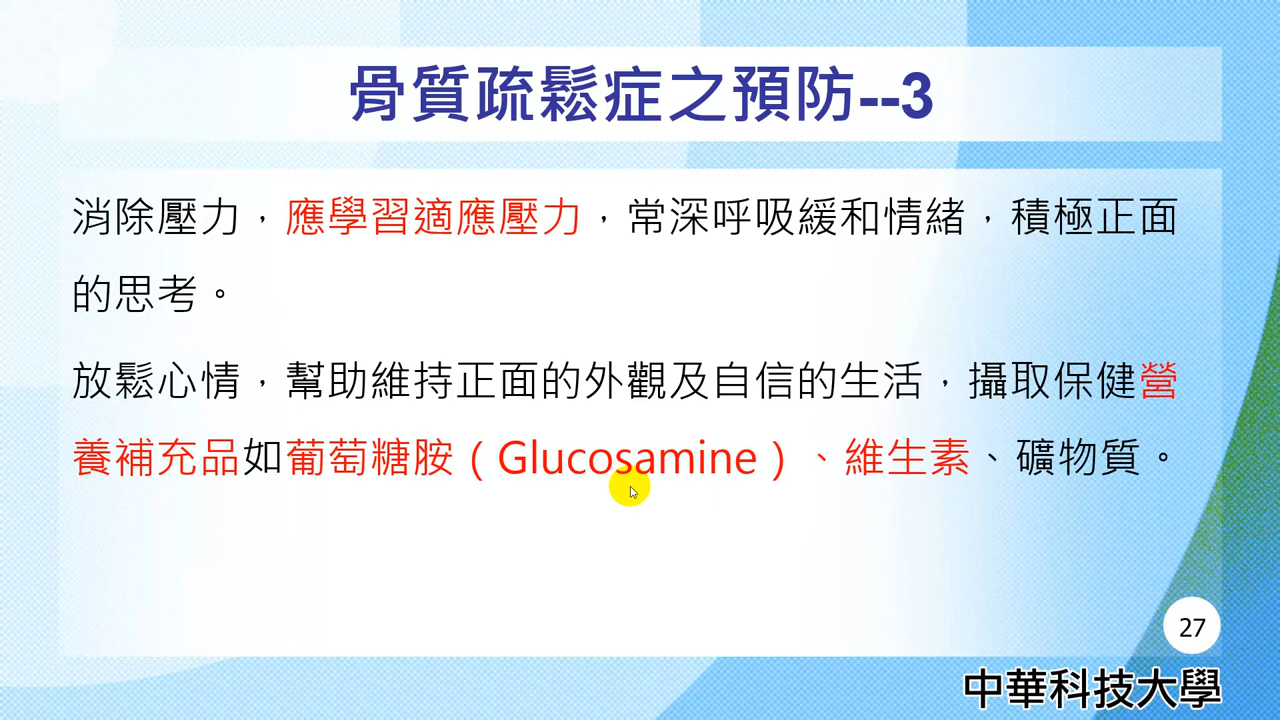 骨質疏鬆症之預防--3
消除壓力，應學習適應壓力，常深呼吸緩和情緒，積極正面
的思考。
放鬆心情，幫助維持正面的外觀及自信的生活，攝取保健營
養補充品如葡萄糖胺（Glucosamine）、維生素、礦物質。
27
中華科技大學